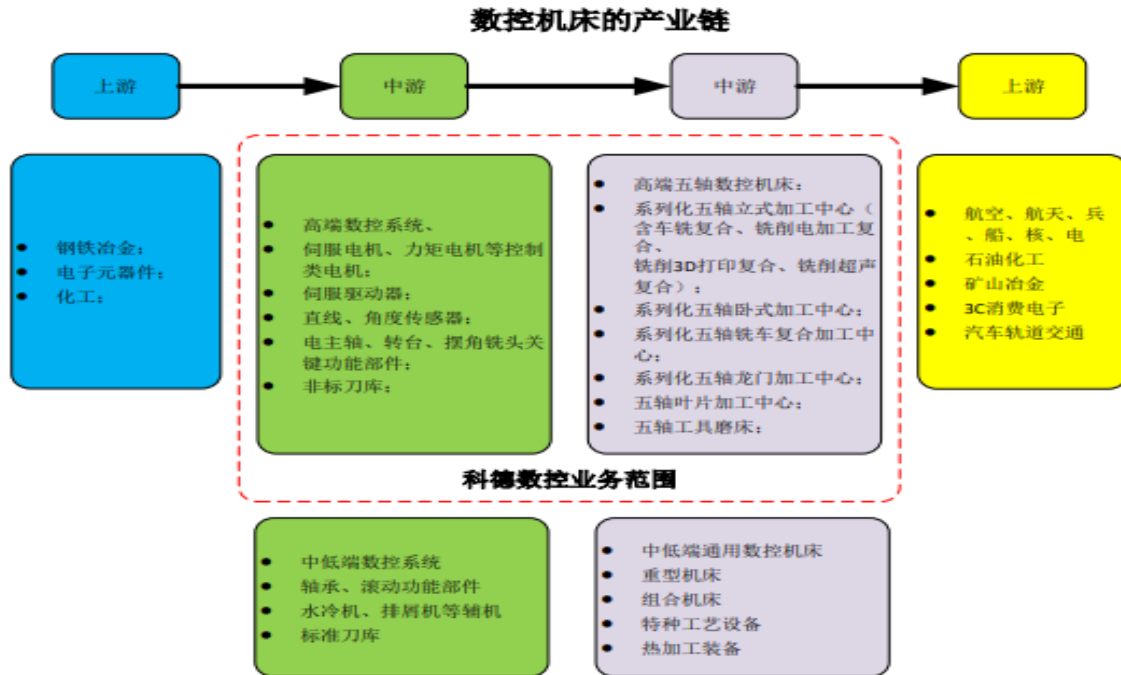 数控机床的产业链
上游
中游
中游
上游
钢铁冶金；
电子元器件；
化工；
高端数控系统、
伺服电机、力矩电机等控制
类电机；
伺服驱动器；
直线、角度传感器；
电主轴、转台、摆角铣头关
键功能部件；
非标刀库；
高端五轴数控机床：
系列化五轴立式加工中心（
含车铣复合、铣削电加工复
合、
铣削3D打印复合、铣削超声
复合）；
系列化五轴卧式加工中心；
系列化五轴铣车复合加工中
心；
系列化五轴龙门加工中心；
五轴叶片加工中心；
五轴工具磨床；
航空、航天、兵
、船、核、电
石油化工
矿山冶金
3C消费电子
汽车轨道交通
科德数控业务范围
中低端数控系统
轴承、滚动功能部件
水冷机、排屑机等辅机
标准刀库
中低端通用数控机床
重型机床
组合机床
特种工艺设备
热加工装备